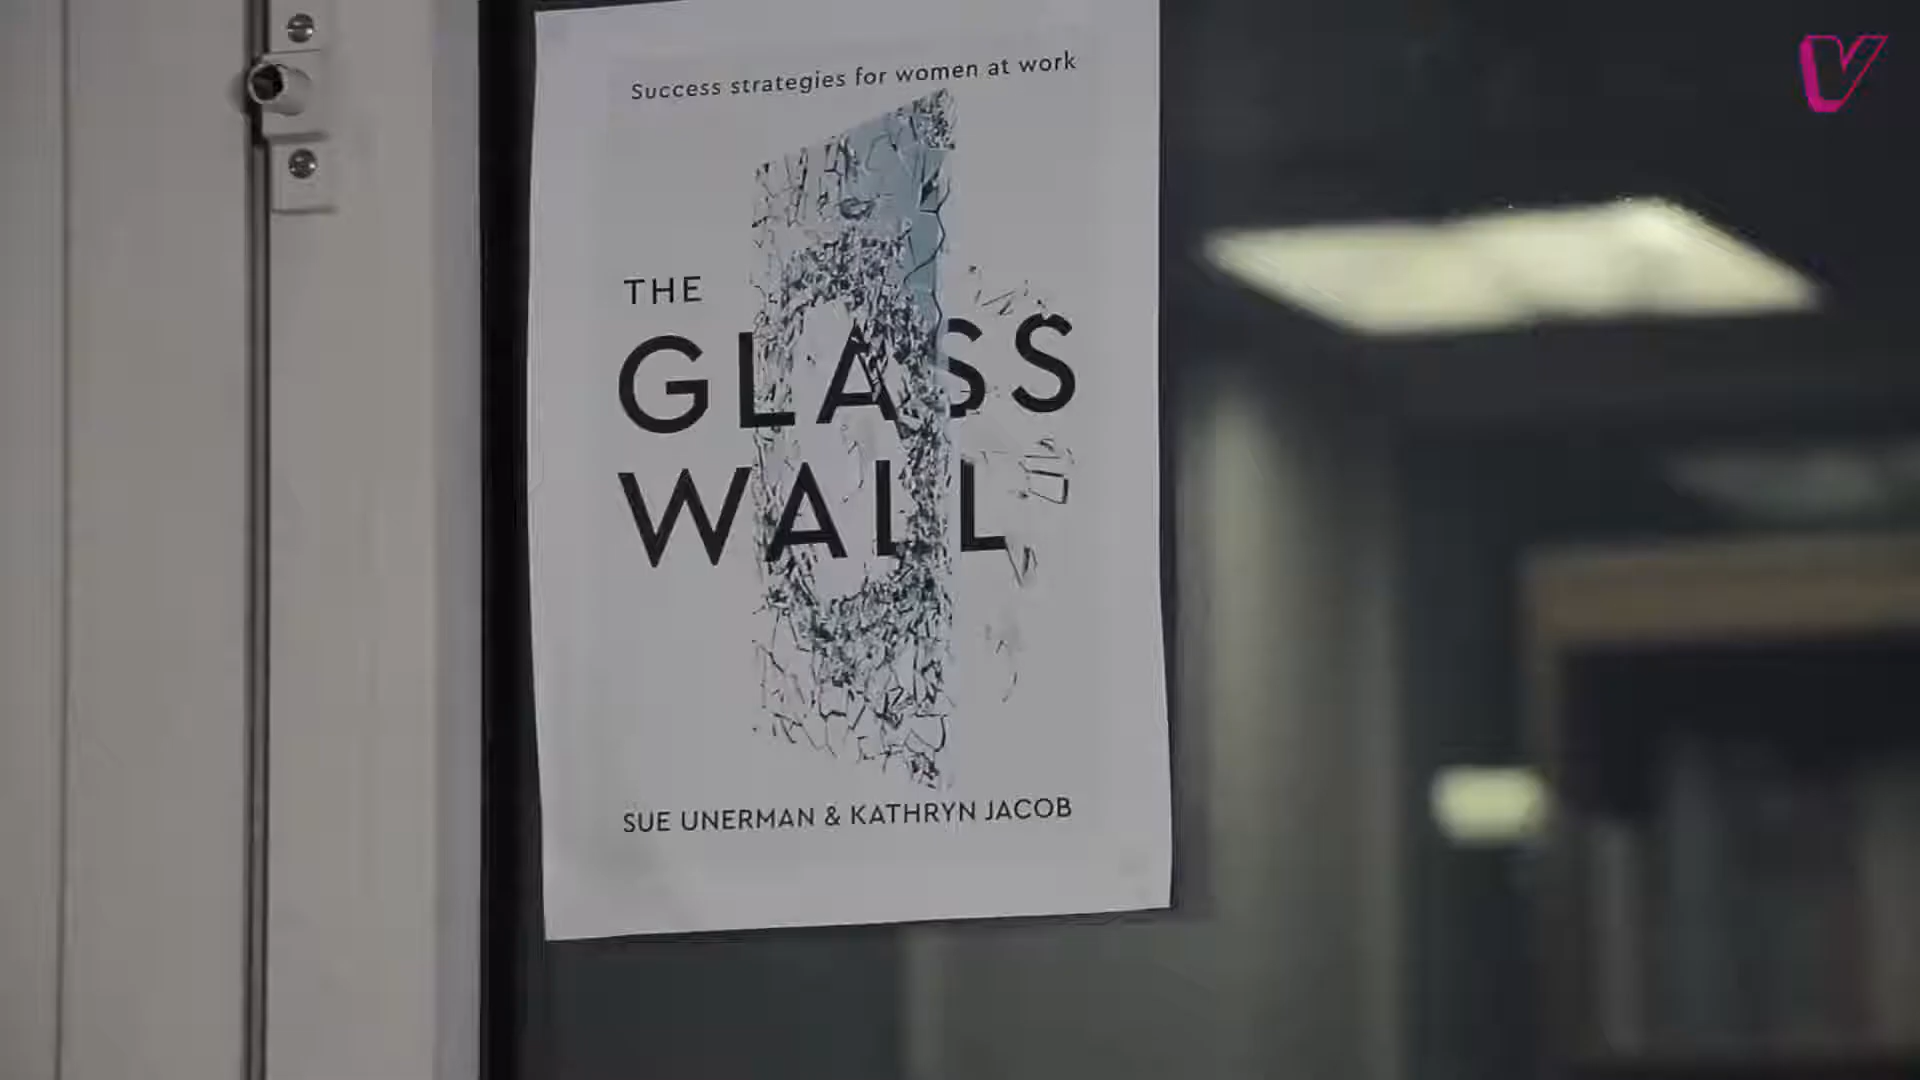 Success strategies for women at work
THE
GLASS
WALL
SUE UNERMAN & KATHRYN JACOB